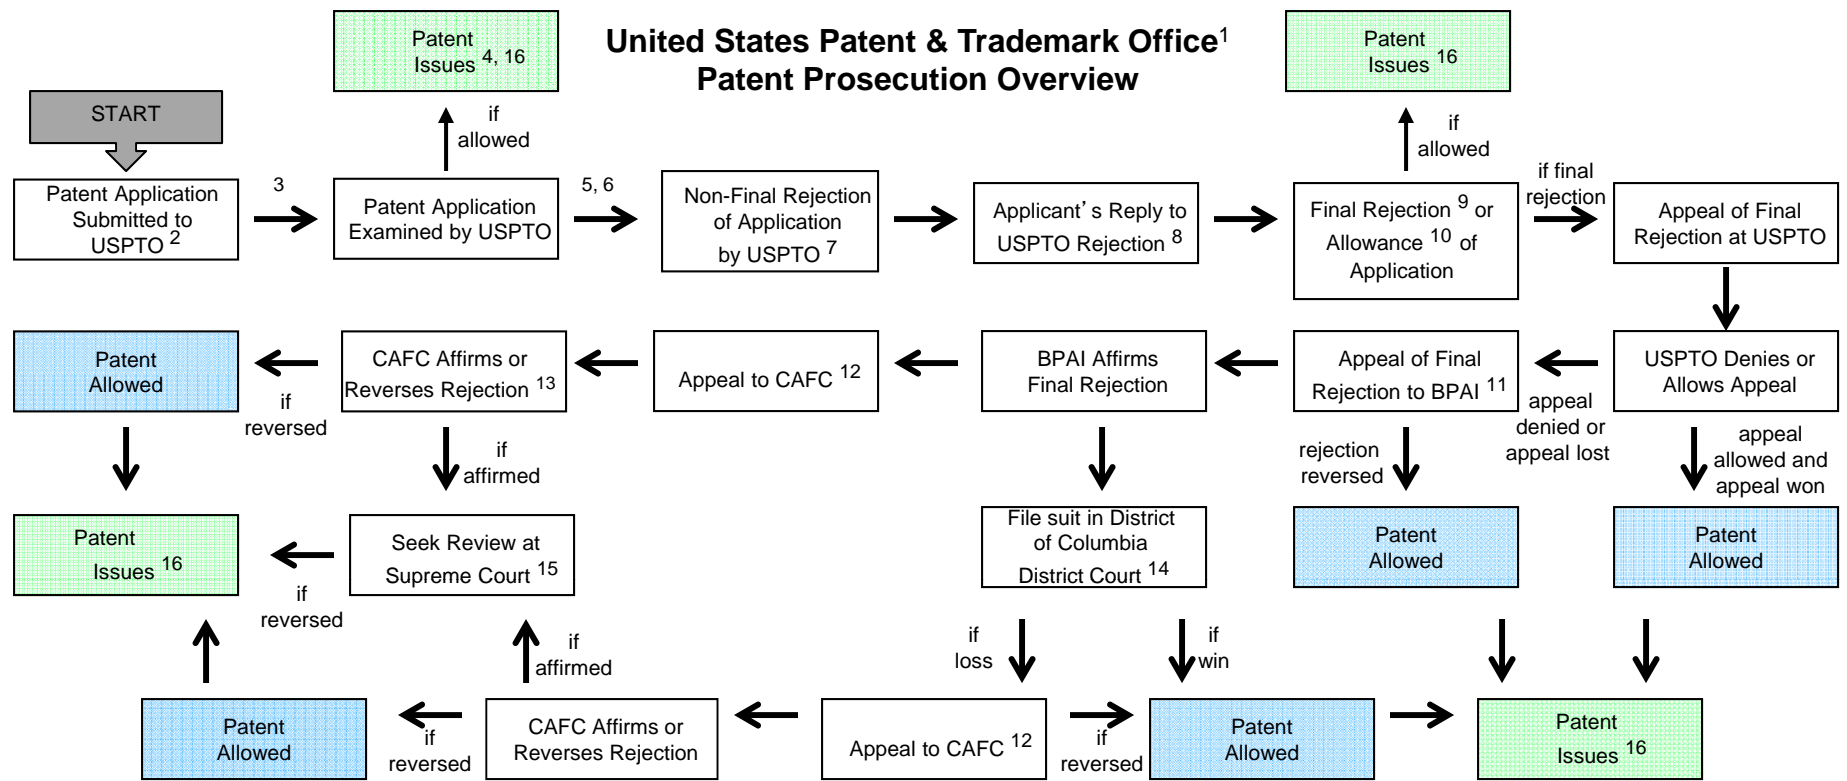 United States Patent & Trademark Office1
Patent Prosecution Overview
START
Patent Application
Submitted to
USPTO 2
3
Patent Application
Examined by USPTO
if
allowed
Patent
Issues 4, 16
5, 6
Non-Final Rejection
of Application
by USPTO 7
Applicant’s Reply to
USPTO Rejection 8
Final Rejection 9 or
Allowance 10 of
Application
if
allowed
Patent
Issues 16
if final
rejection
Appeal of Final
Rejection at USPTO
USPTO Denies or
Allows Appeal
appeal
denied or
appeal lost
appeal
allowed and
appeal won
Appeal of Final
Rejection to BPAI 11
rejection
reversed
BPAI Affirms
Final Rejection
Appeal to CAFC 12
CAFC Affirms or
Reverses Rejection 13
if
reversed
Patent
Allowed
if
affirmed
Patent
Issues 16
if
reversed
Seek Review at
Supreme Court 15
File suit in District
of Columbia
District Court 14
Patent
Allowed
Patent
Allowed
if
affirmed
if
loss
if
win
Patent
Allowed
if
reversed
CAFC Affirms or
Reverses Rejection
Appeal to CAFC 12
if
reversed
Patent
Allowed
Patent
Issues 16